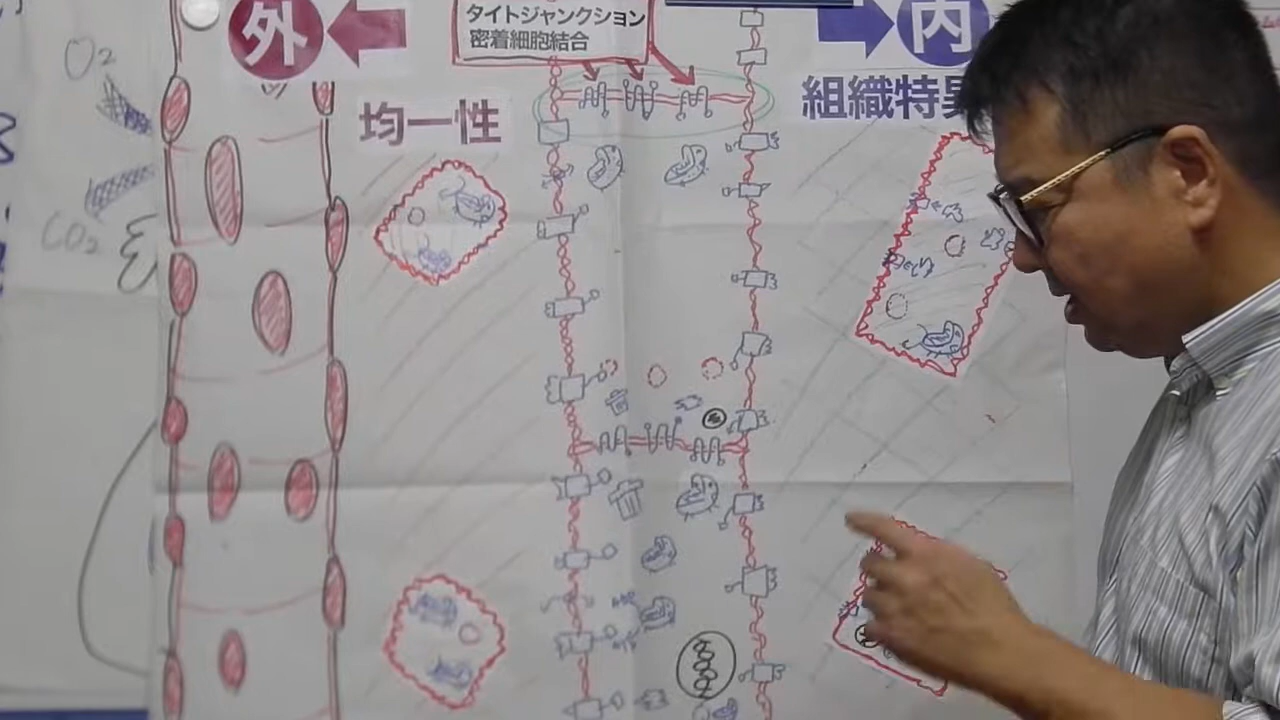 外
タイトジャンクション
密着細胞結合
内
均一性
組織特異
O₂
CO₂